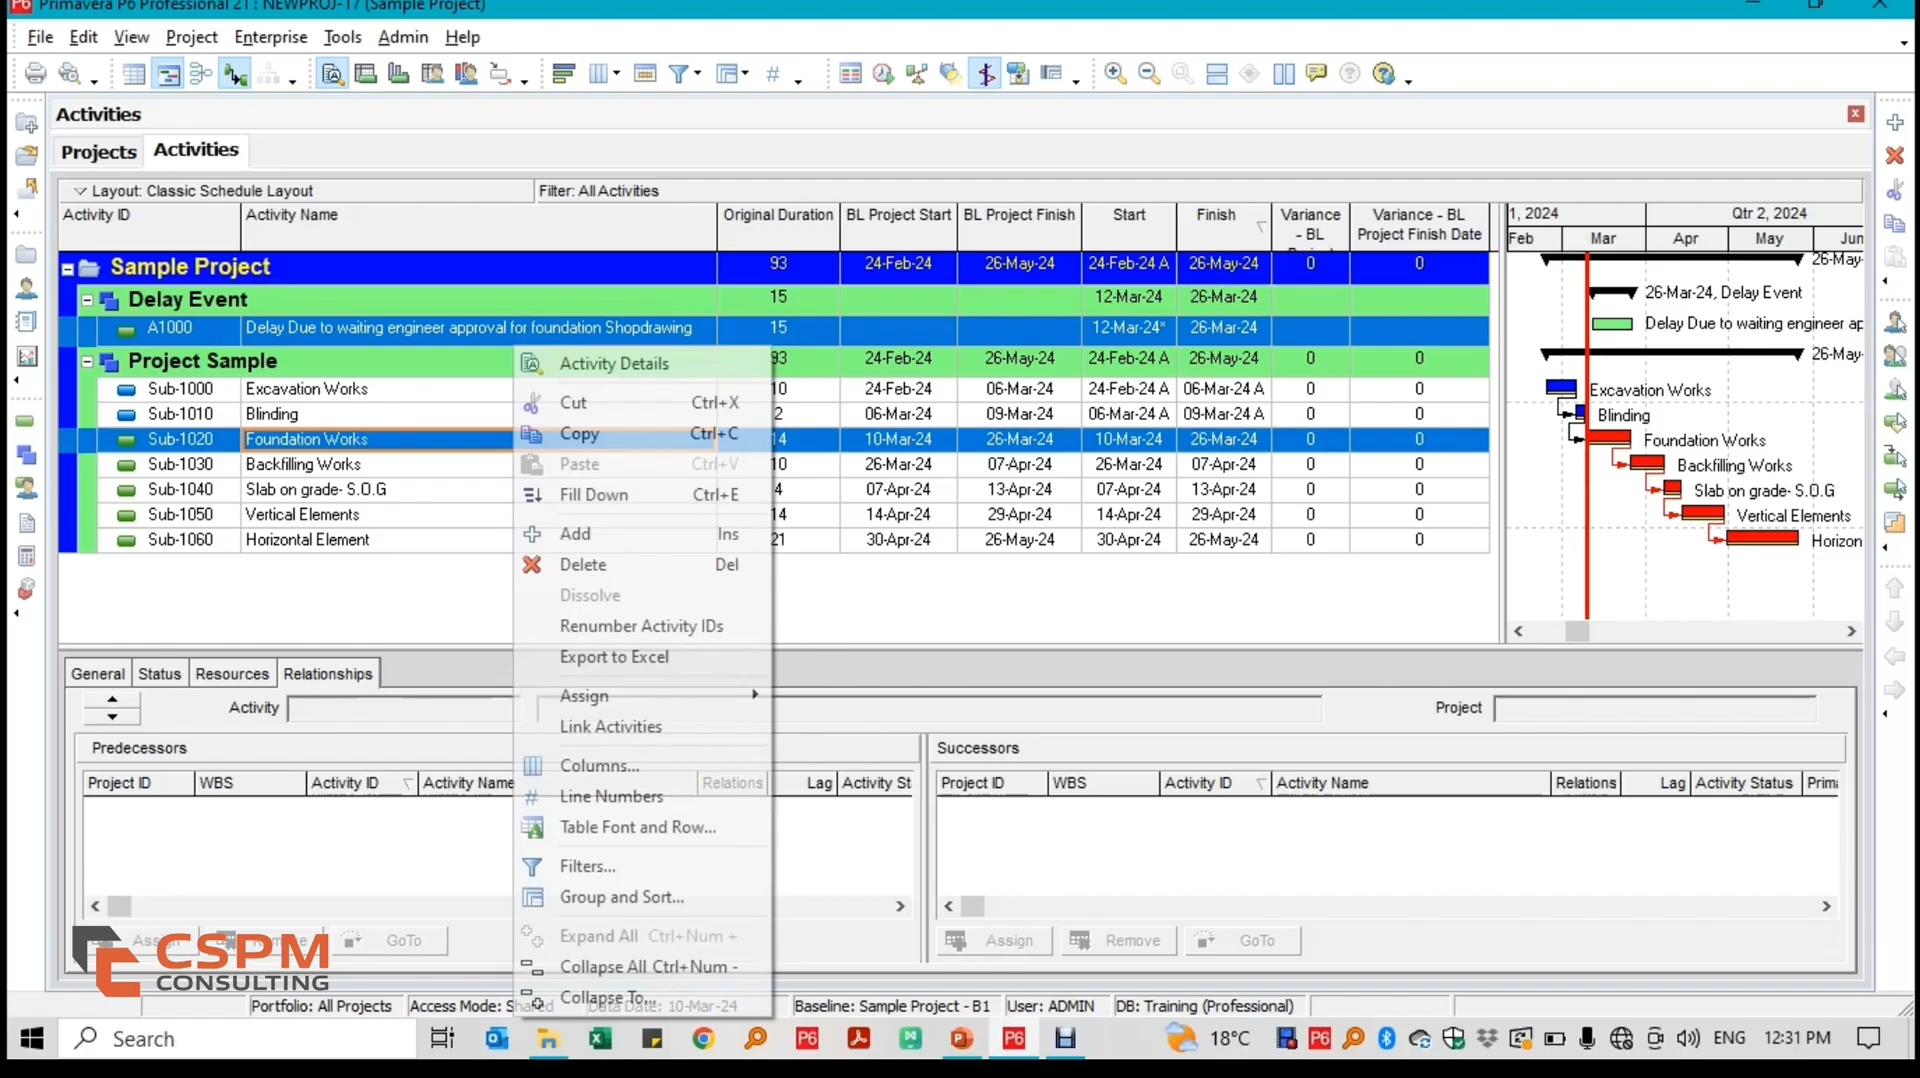 P6 Primavera P6 Professional 21 : NEWPROJ-17 (Sample Project)
File Edit View Project Enterprise Tools Admin Help
Activities
Projects Activities
Layout: Classic Schedule Layout Filter: All Activities
Activity ID Activity Name Original Duration BL Project Start BL Project Finish Start Finish Variance - BL Variance - BL Project Finish Date
1, 2024 Qtr 2, 2024
Feb Mar Apr May Jun
Sample Project 93 24-Feb-24 26-May-24 24-Feb-24 A 26-May-24 0 0 26-May-
Delay Event 15 12-Mar-24 26-Mar-24 26-Mar-24, Delay Event
A1000 Delay Due to waiting engineer approval for foundation Shopdrawing 15 12-Mar-24* 26-Mar-24 Delay Due to waiting engineer ap
Project Sample 93 24-Feb-24 26-May-24 24-Feb-24 A 26-May-24 0 0 26-May-
Sub-1000 Excavation Works 10 24-Feb-24 06-Mar-24 24-Feb-24 A 06-Mar-24 A 0 0 Excavation Works
Sub-1010 Blinding 2 06-Mar-24 09-Mar-24 06-Mar-24 A 09-Mar-24 A 0 0 Blinding
Sub-1020 Foundation Works 14 10-Mar-24 26-Mar-24 10-Mar-24 26-Mar-24 0 0 Foundation Works
Sub-1030 Backfilling Works 10 26-Mar-24 07-Apr-24 26-Mar-24 07-Apr-24 0 0 Backfilling Works
Sub-1040 Slab on grade- S.O.G 4 07-Apr-24 13-Apr-24 07-Apr-24 13-Apr-24 0 0 Slab on grade- S.O.G
Sub-1050 Vertical Elements 14 14-Apr-24 29-Apr-24 14-Apr-24 29-Apr-24 0 0 Vertical Elements
Sub-1060 Horizontal Element 21 30-Apr-24 26-May-24 30-Apr-24 26-May-24 0 0 Horizon
Activity Details
Cut Ctrl+X
Copy Ctrl+C
Paste Ctrl+V
Fill Down Ctrl+E
Add Ins
Delete Del
Dissolve
Renumber Activity IDs
Export to Excel
Assign
Link Activities
Columns...
Line Numbers
Table Font and Row...
Filters...
Group and Sort...
Expand All Ctrl+Num +
Collapse All Ctrl+Num -
Collapse To...
General Status Resources Relationships
Activity Project
Predecessors Successors
Project ID WBS Activity ID Activity Name Relations Lag Activity St
Project ID WBS Activity ID Activity Name Relations Lag Activity Status Prim
Assign GoTo Assign Remove GoTo
CSPM
CONSULTING
Portfolio: All Projects Access Mode: Shared Data Date: 10-Mar-24 Baseline: Sample Project - B1 User: ADMIN DB: Training (Professional)
Search 18°C ENG 12:31 PM